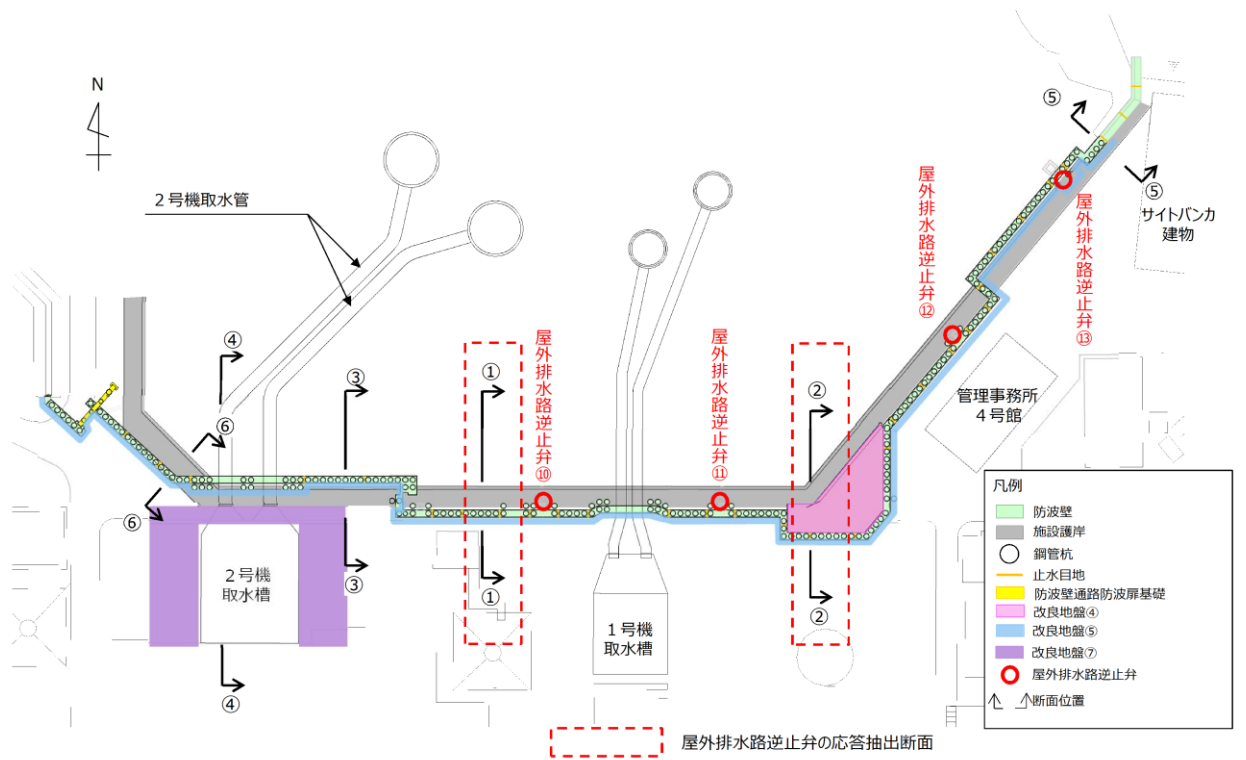 N
2号機取水管
屋外排水路逆止弁⑩
屋外排水路逆止弁⑪
屋外排水路逆止弁⑫
屋外排水路逆止弁⑬
⑤
⑤
サイトバンカ
建物
④
③
①
②
⑥
⑥
③
①
②
④
管理事務所
4号館
2号機
取水槽
1号機
取水槽
凡例
防波壁
施設護岸
鋼管杭
止水目地
防波壁通路防波扉基礎
改良地盤④
改良地盤⑤
改良地盤⑦
屋外排水路逆止弁
断面位置
屋外排水路逆止弁の応答抽出断面